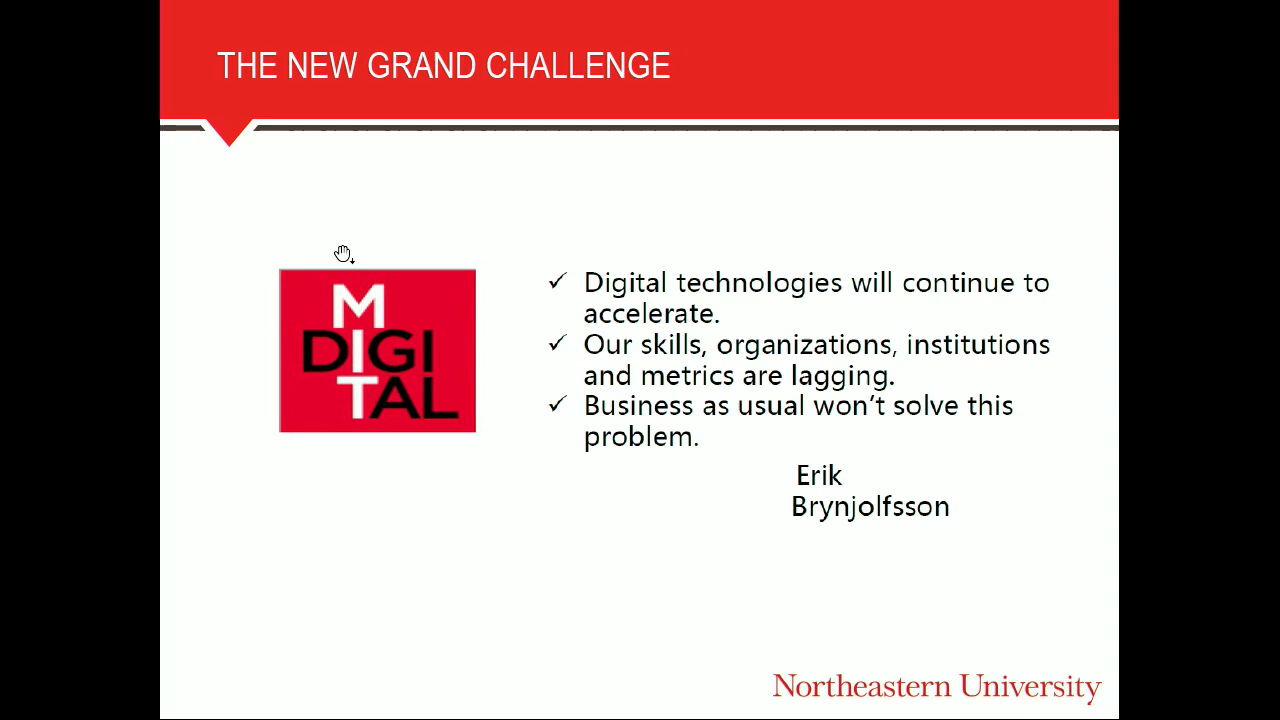 THE NEW GRAND CHALLENGE
M
DIGI
TAL
Digital technologies will continue to
accelerate.
Our skills, organizations, institutions
and metrics are lagging.
Business as usual won’t solve this
problem.
Erik
Brynjolfsson
Northeastern University